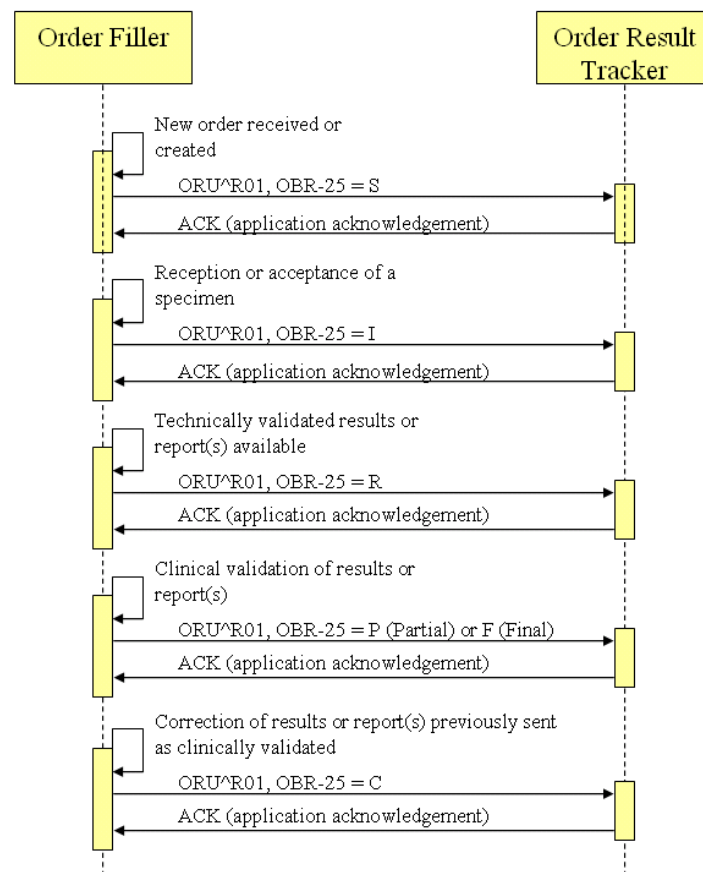 Order Filler
Order Result
Tracker
New order received or
created
ORU^R01, OBR-25 = S
ACK (application acknowledgement)
Reception or acceptance of a
specimen
ORU^R01, OBR-25 = I
ACK (application acknowledgement)
Technically validated results or
report(s) available
ORU^R01, OBR-25 = R
ACK (application acknowledgement)
Clinical validation of results or
report(s)
ORU^R01, OBR-25 = P (Partial) or F (Final)
ACK (application acknowledgement)
Correction of results or report(s) previously sent
as clinically validated
ORU^R01, OBR-25 = C
ACK (application acknowledgement)